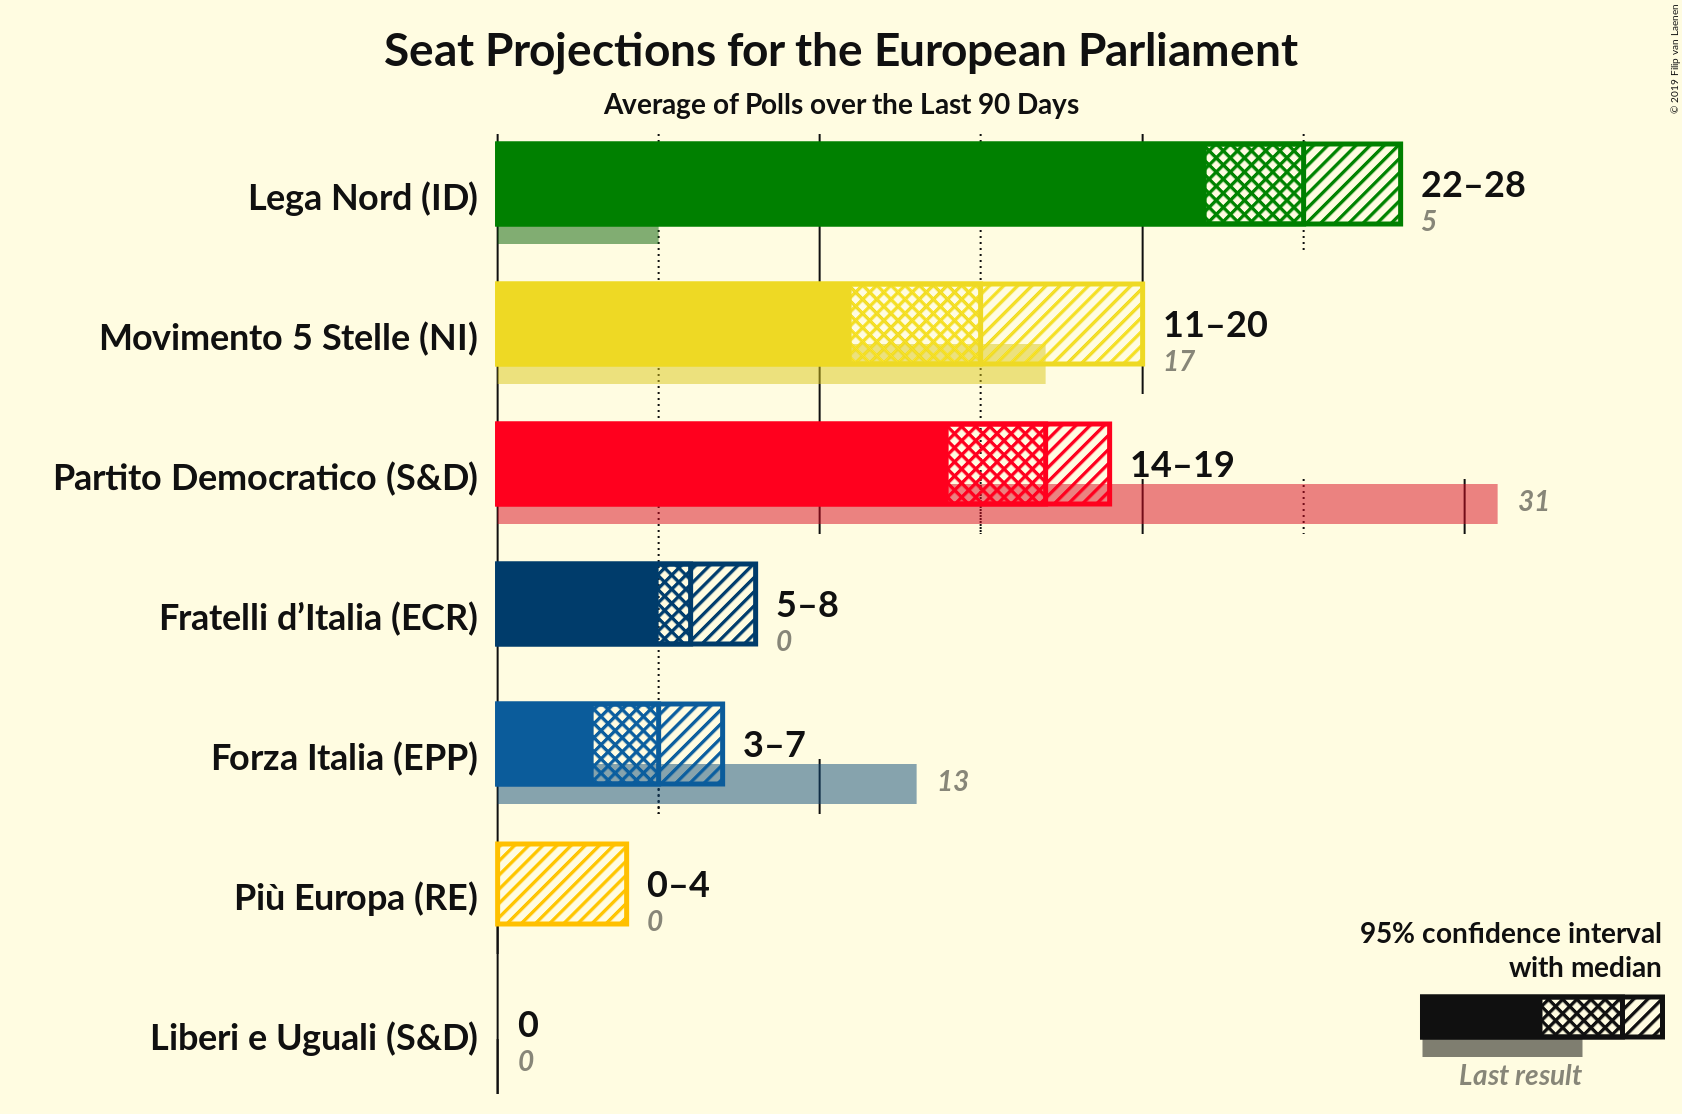 Seat Projections for the European Parliament
Average of Polls over the Last 90 Days
© 2019 Filip van Laenen
Lega Nord (ID)
22–28
5
Movimento 5 Stelle (NI)
11–20
17
Partito Democratico (S&D)
14–19
31
Fratelli d’Italia (ECR)
5–8
0
Forza Italia (EPP)
3–7
13
Più Europa (RE)
0–4
0
Liberi e Uguali (S&D)
0
0
95% confidence interval
with median
Last result